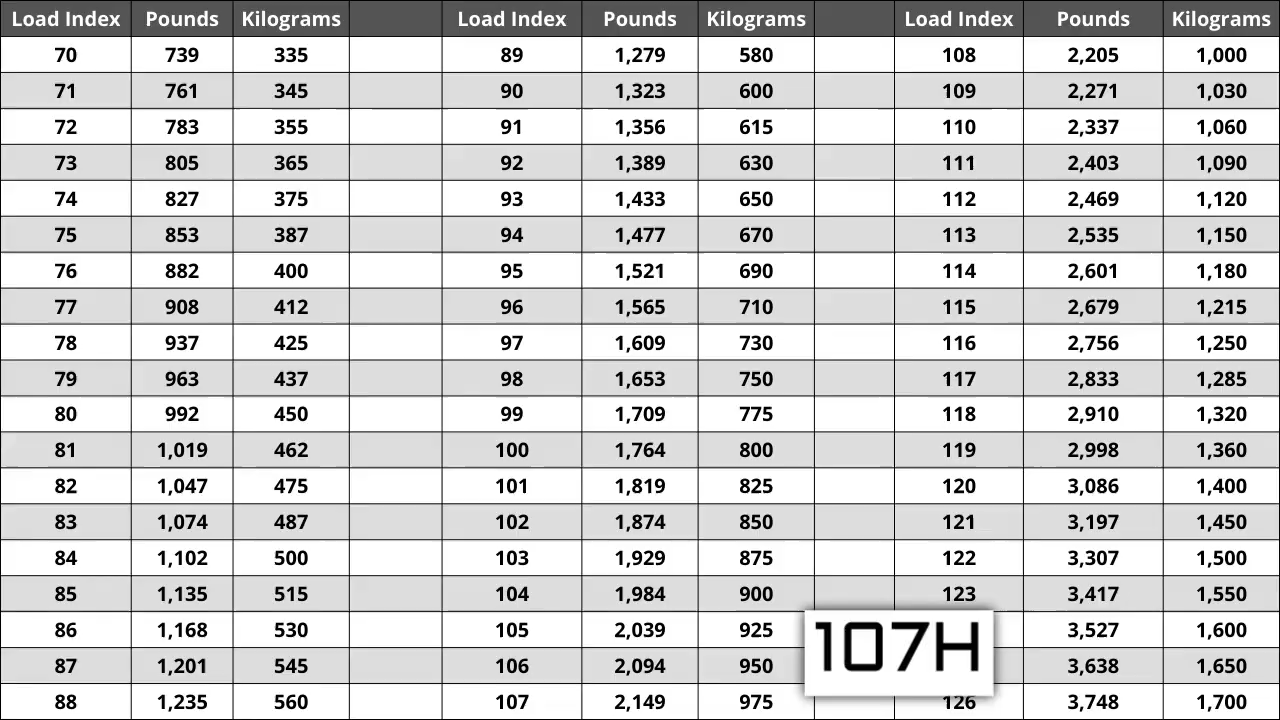 Load Index Pounds Kilograms Load Index Pounds Kilograms Load Index Pounds Kilograms
70 739 335 89 1,279 580 108 2,205 1,000
71 761 345 90 1,323 600 109 2,271 1,030
72 783 355 91 1,356 615 110 2,337 1,060
73 805 365 92 1,389 630 111 2,403 1,090
74 827 375 93 1,433 650 112 2,469 1,120
75 853 387 94 1,477 670 113 2,535 1,150
76 882 400 95 1,521 690 114 2,601 1,180
77 908 412 96 1,565 710 115 2,679 1,215
78 937 425 97 1,609 730 116 2,756 1,250
79 963 437 98 1,653 750 117 2,833 1,285
80 992 450 99 1,709 775 118 2,910 1,320
81 1,019 462 100 1,764 800 119 2,998 1,360
82 1,047 475 101 1,819 825 120 3,086 1,400
83 1,074 487 102 1,874 850 121 3,197 1,450
84 1,102 500 103 1,929 875 122 3,307 1,500
85 1,135 515 104 1,984 900 123 3,417 1,550
86 1,168 530 105 2,039 925 3,527 1,600
107H
87 1,201 545 106 2,094 950 3,638 1,650
88 1,235 560 107 2,149 975 126 3,748 1,700